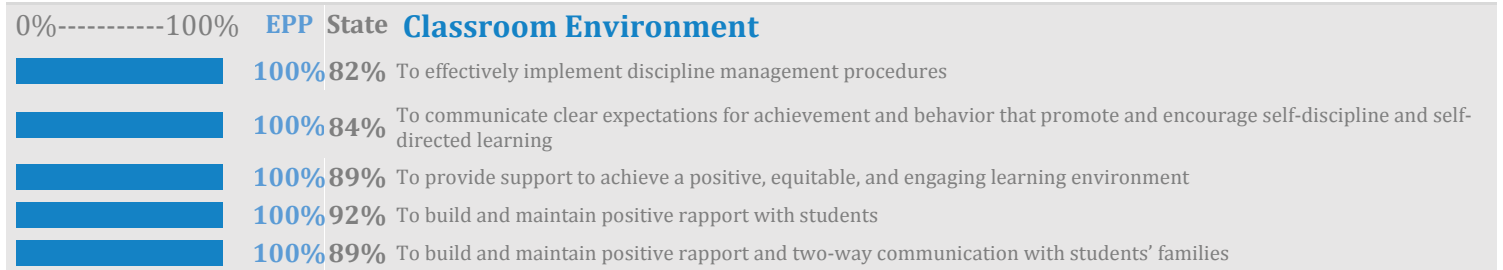 0%-----------100% EPP State Classroom Environment
100% 82% To effectively implement discipline management procedures
100% 84% To communicate clear expectations for achievement and behavior that promote and encourage self-discipline and self-
directed learning
100% 89% To provide support to achieve a positive, equitable, and engaging learning environment
100% 92% To build and maintain positive rapport with students
100% 89% To build and maintain positive rapport and two-way communication with students’ families